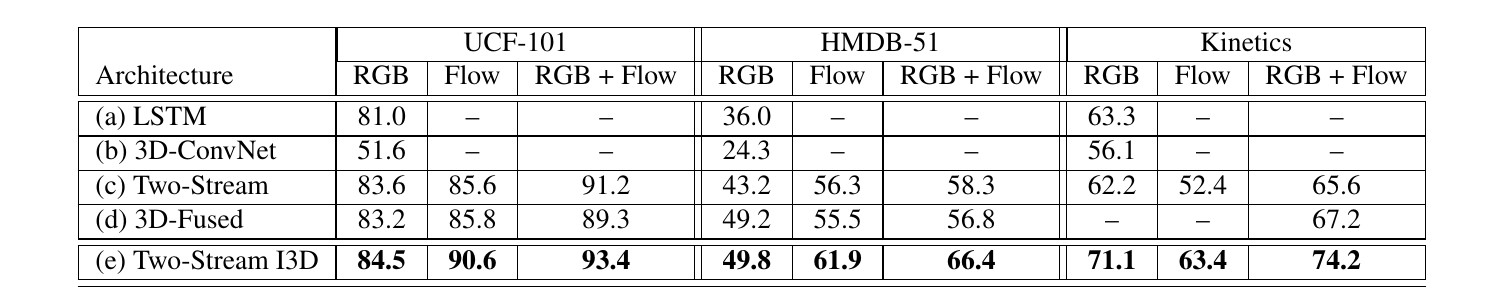 UCF-101 HMDB-51 Kinetics
Architecture RGB Flow RGB + Flow RGB Flow RGB + Flow RGB Flow RGB + Flow
(a) LSTM 81.0 – – 36.0 – – 63.3 – –
(b) 3D-ConvNet 51.6 – – 24.3 – – 56.1 – –
(c) Two-Stream 83.6 85.6 91.2 43.2 56.3 58.3 62.2 52.4 65.6
(d) 3D-Fused 83.2 85.8 89.3 49.2 55.5 56.8 – – 67.2
(e) Two-Stream I3D 84.5 90.6 93.4 49.8 61.9 66.4 71.1 63.4 74.2